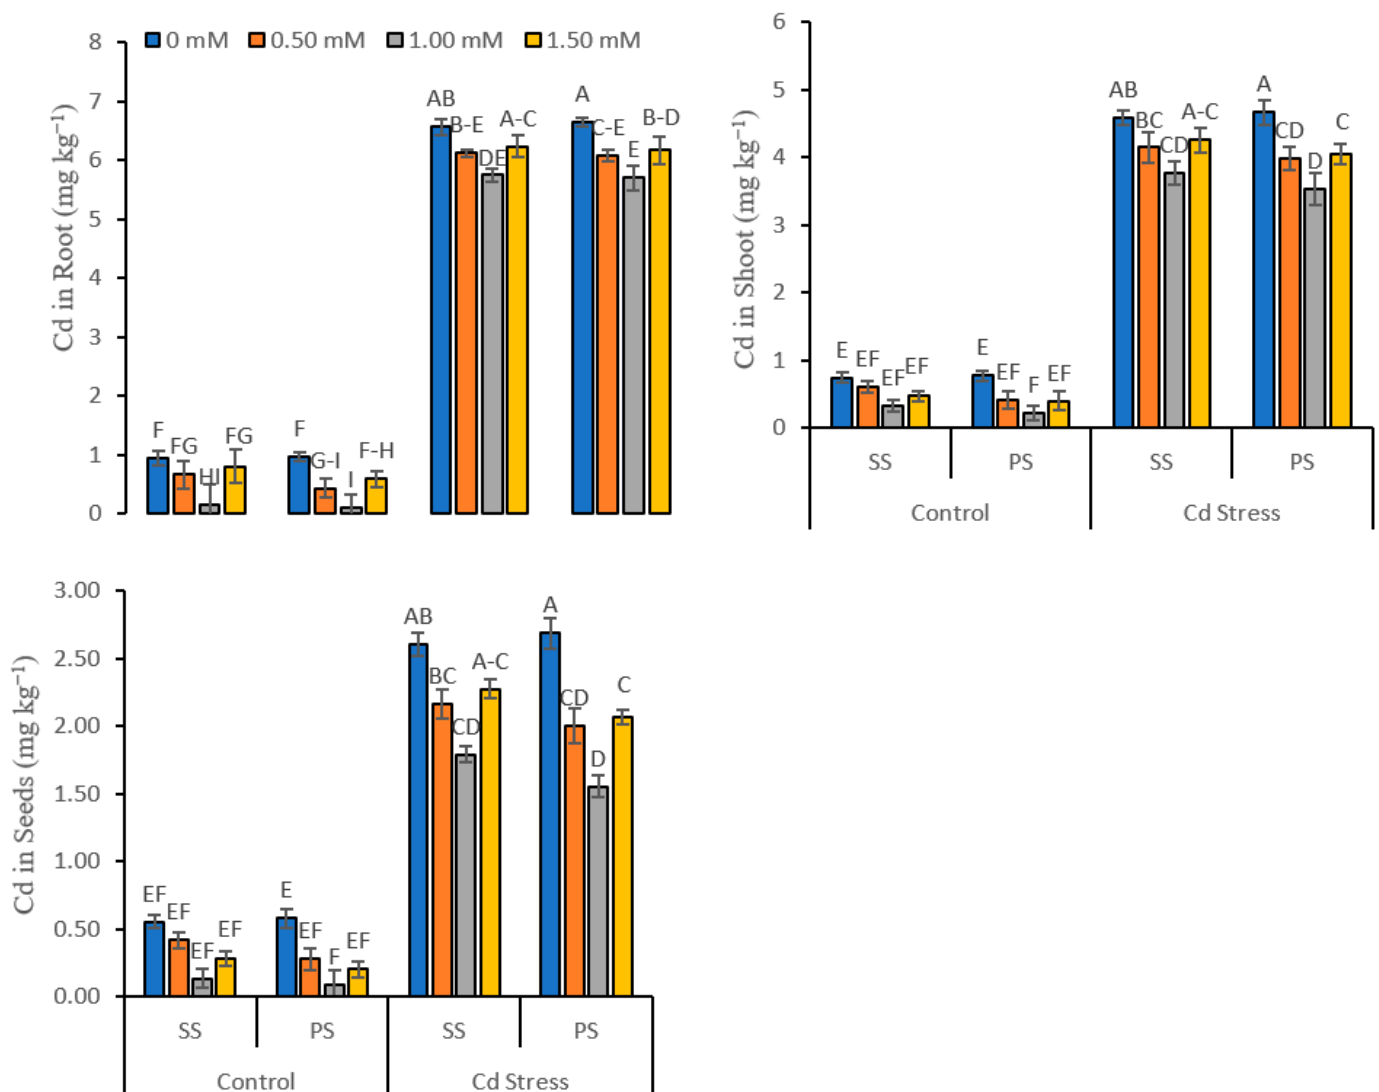 0 mM 0.50 mM 1.00 mM 1.50 mM
Cd in Root (mg kg⁻¹)
8
7
6
5
4
3
2
1
0
F FG HI FG
F G-I I F-H
AB B-E DE A-C
A C-E E B-D
Cd in Shoot (mg kg⁻¹)
6
5
4
3
2
1
0
E EF EF EF
E EF F EF
AB BC CD A-C
A CD D C
SS PS SS PS
Control Cd Stress
Cd in Seeds (mg kg⁻¹)
3.00
2.50
2.00
1.50
1.00
0.50
0.00
EF EF EF EF
E EF F EF
AB BC CD A-C
A CD D C
SS PS SS PS
Control Cd Stress